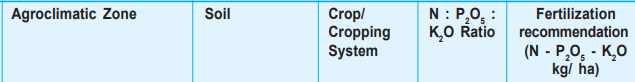 Agroclimatic Zone
Soil
Crop/
Cropping
System
N : P₂O₅ :
K₂O Ratio
Fertilization
recommendation
(N - P₂O₅ - K₂O
kg/ ha)